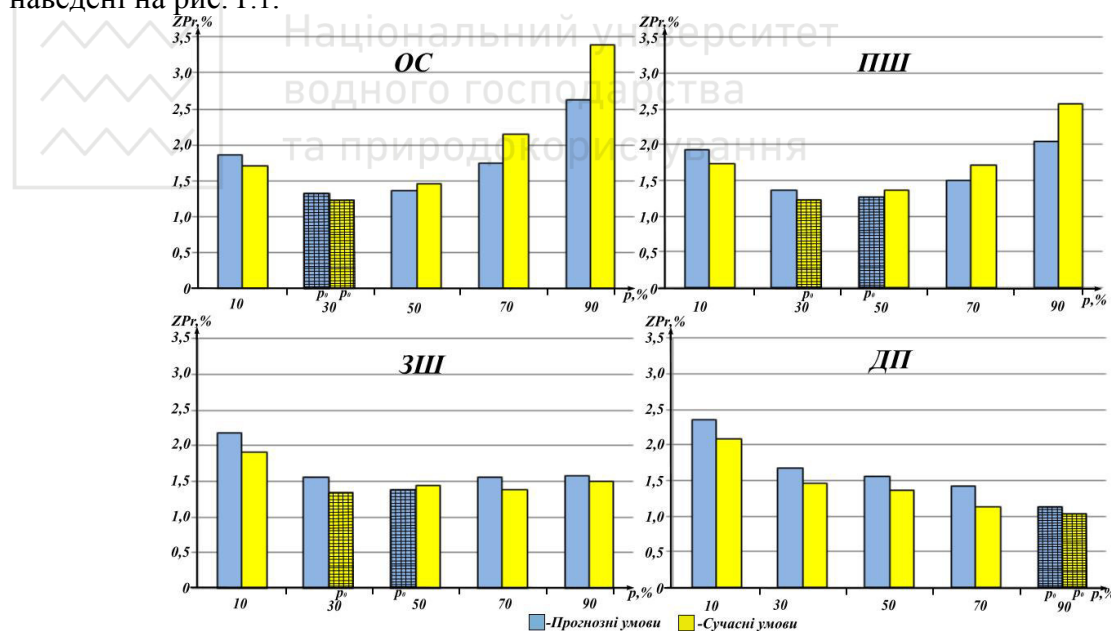 наведені на рис. 1.1.
Національний університет
водного господарства
та природокористування
ZPr,%
ОС
3,5
3,0
2,5
2,0
1,5
1,0
0,5
0
10 30 50 70 90
p₀ p₀ p,%
ZPr,%
ПШ
3,5
3,0
2,5
2,0
1,5
1,0
0,5
0
10 30 50 70 90
p₀ p₀ p,%
ZPr,%
ЗШ
3,5
3,0
2,5
2,0
1,5
1,0
0,5
0
10 30 50 70 90
p₀ p₀ p,%
ZPr,%
ДП
3,5
3,0
2,5
2,0
1,5
1,0
0,5
0
10 30 50 70 90
p₀ p₀ p,%
-Прогнозні умови -Сучасні умови